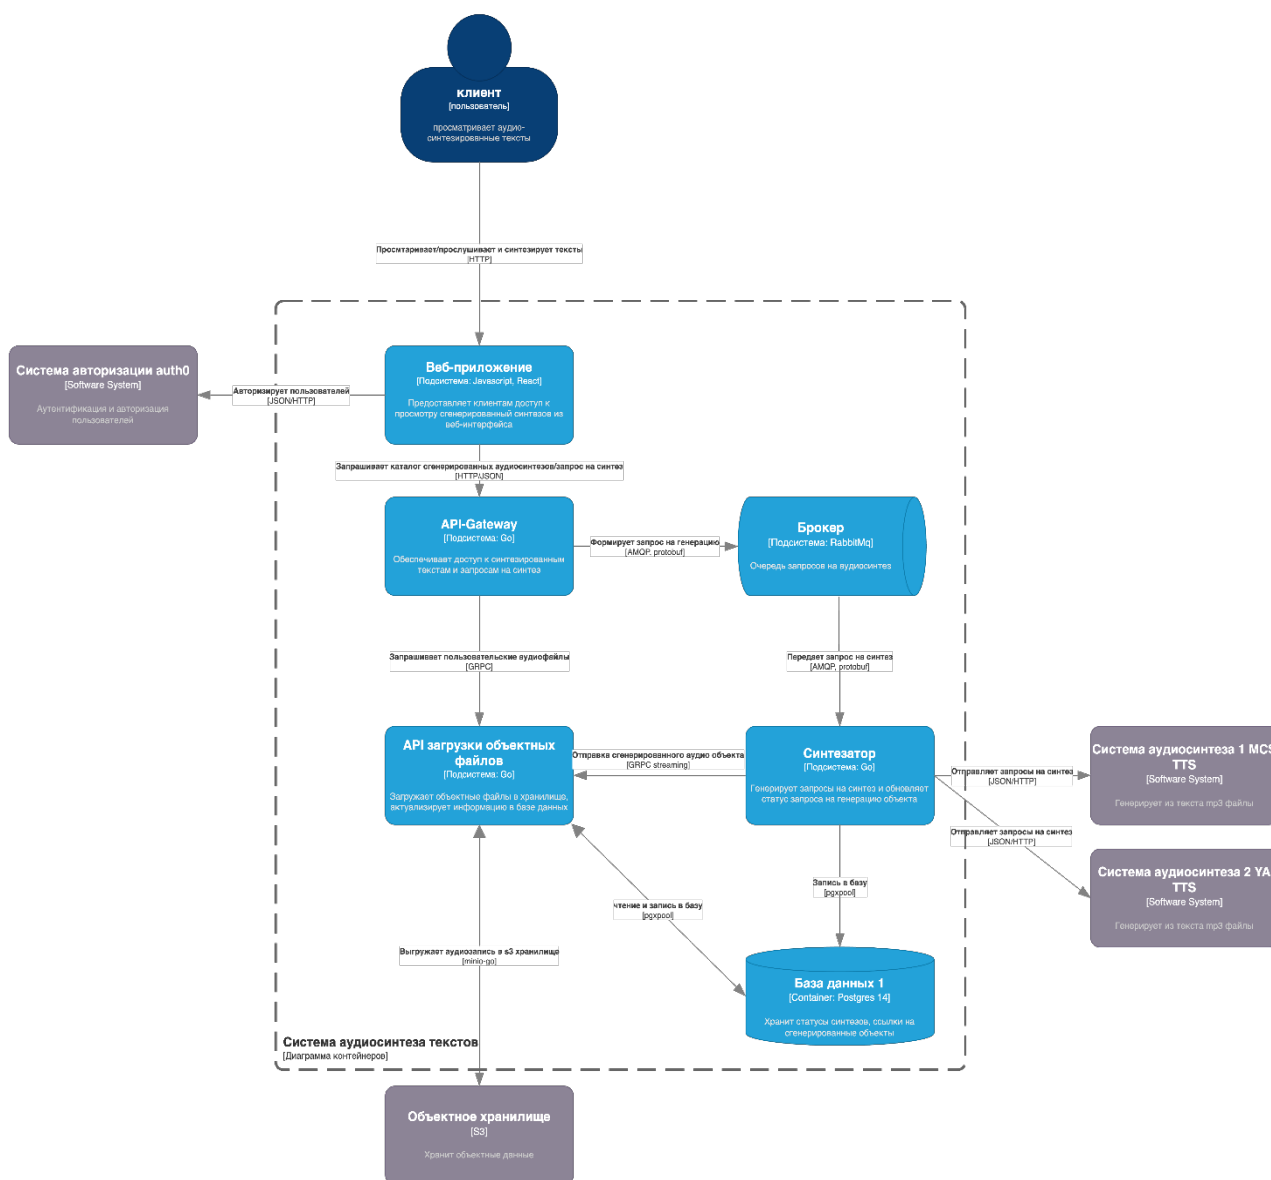 клиент
[пользователь]
просматривает аудио-
синтезированные тексты
Просмтаривает/прослушивает и синтезирует тексты
[HTTP]
Система авторизации auth0
[Software System]
Аутентификация и авторизация
пользователей
Авторизирует пользователей
[JSON/HTTP]
Веб-приложение
[Подсистема: Javascript, React]
Предоставляет клиентам доступ к
просмотру сгенерированный синтезов из
веб-интерфейса
Запрашивает каталог сгенерированных аудиосинтезов/запрос на синтез
[HTTP/JSON]
API-Gateway
[Подсистема: Go]
Обеспечивает доступ к синтезированным
текстам и запросам на синтез
Формирует запрос на генерацию
[AMQP, protobuf]
Брокер
[Подсистема: RabbitMq]
Очередь запросов на аудиосинтез
Запрашивает пользовательские аудиофайлы
[GRPC]
Передает запрос на синтез
[AMQP, protobuf]
API загрузки объектных
файлов
[Подсистема: Go]
Загружает объектные файлы в хранилище,
актуализирует информацию в базе данных
Отправка сгенерированного аудио объекта
[GRPC streaming]
Синтезатор
[Подсистема: Go]
Генерирует запросы на синтез и обновляет
статус запроса на генерацию объекта
Отправляет запросы на синтез
[JSON/HTTP]
Система аудиосинтеза 1 MCS
TTS
[Software System]
Генерирует из текста mp3 файлы
Отправляет запросы на синтез
[JSON/HTTP]
Система аудиосинтеза 2 YA
TTS
[Software System]
Генерирует из текста mp3 файлы
Запись в базу
[pgxpool]
чтение и запись в базу
[pgxpool]
Выгружает аудиозапись в s3 хранилище
[minio-go]
База данных 1
[Container: Postgres 14]
Хранит статусы синтезов, ссылки на
сгенерированные объекты
Система аудиосинтеза текстов
[Диаграмма контейнеров]
Объектное хранилище
[S3]
Хранит объектные данные